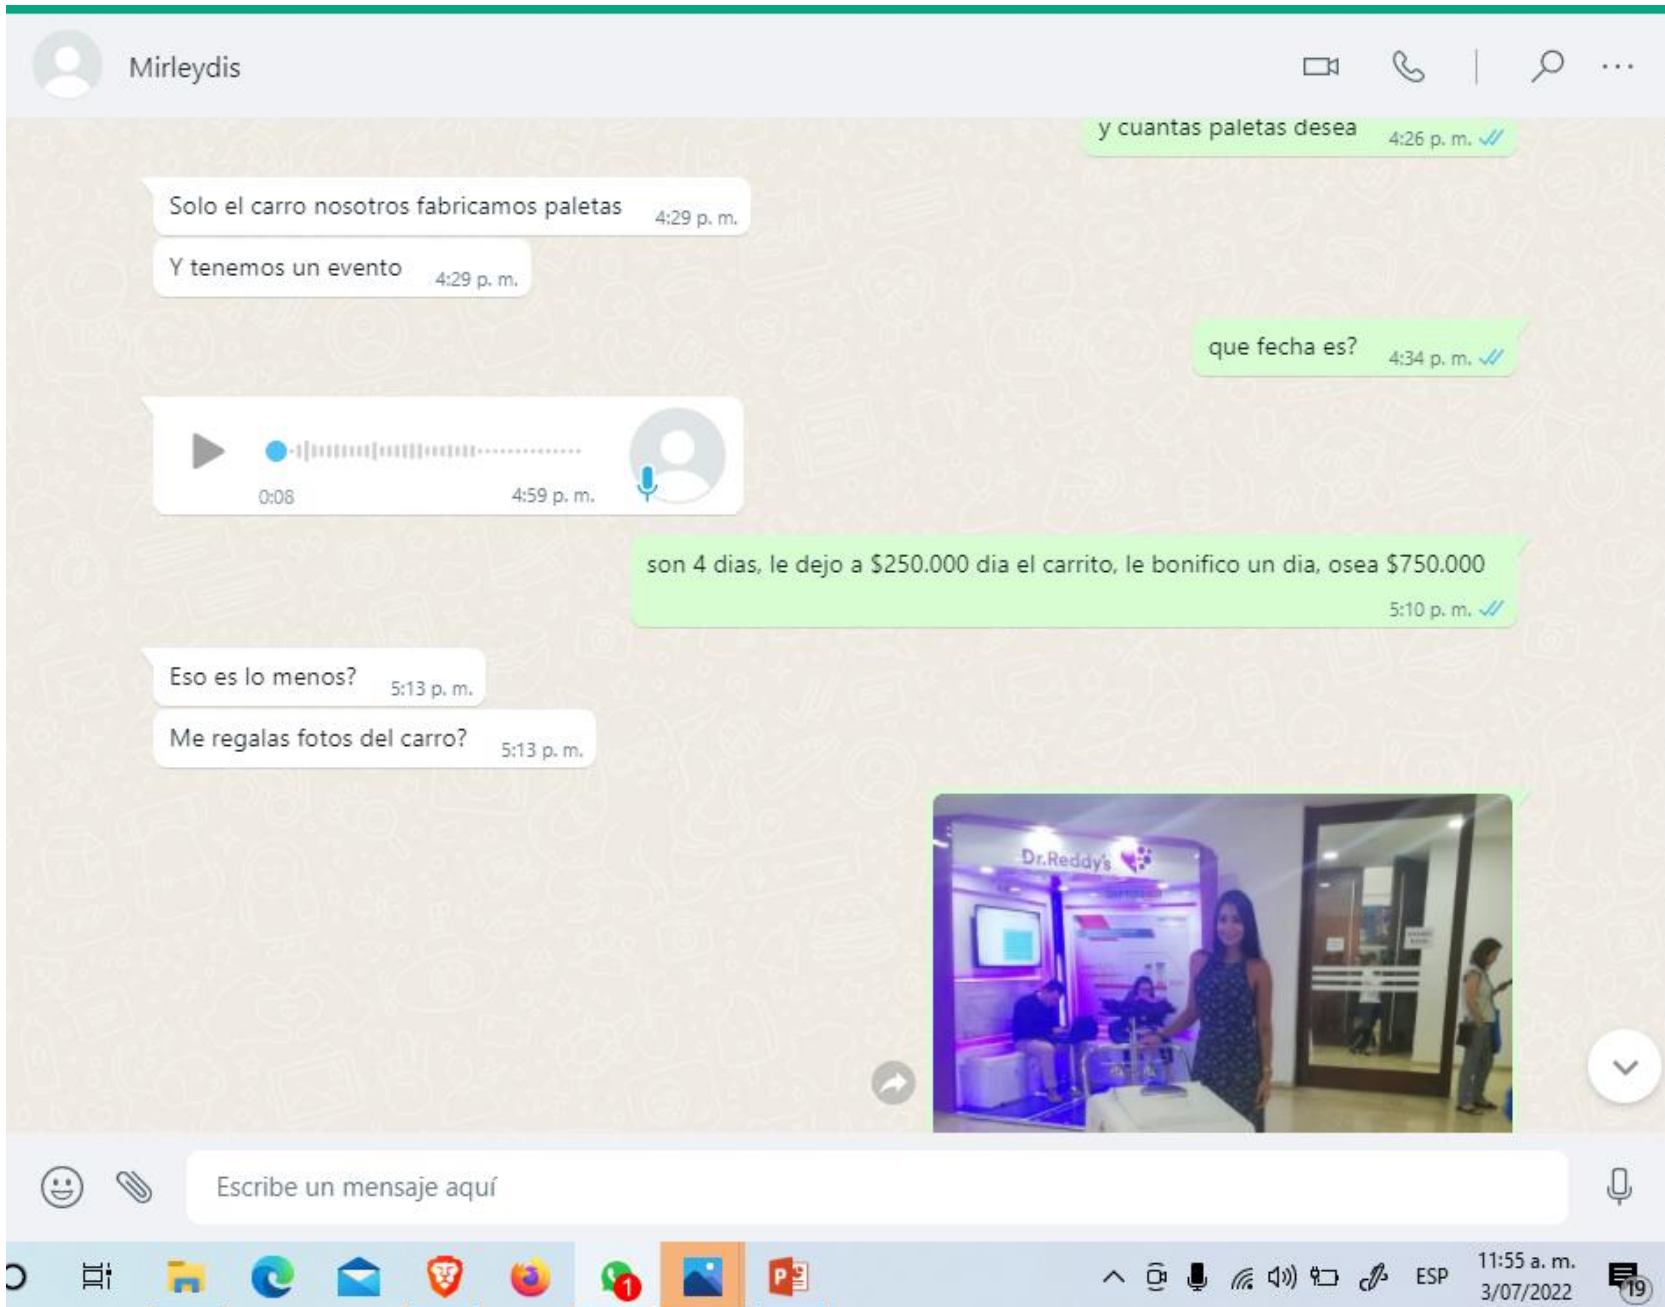 Mirleydis
y cuantas paletas desea 4:26 p. m.
Solo el carro nosotros fabricamos paletas 4:29 p. m.
Y tenemos un evento 4:29 p. m.
que fecha es? 4:34 p. m.
0:08 4:59 p. m.
son 4 dias, le dejo a $250.000 dia el carrito, le bonifico un dia, osea $750.000
5:10 p. m.
Eso es lo menos? 5:13 p. m.
Me regalas fotos del carro? 5:13 p. m.
Dr.Reddy's
Escribe un mensaje aquí
1
P
ESP
11:55 a. m.
3/07/2022
19